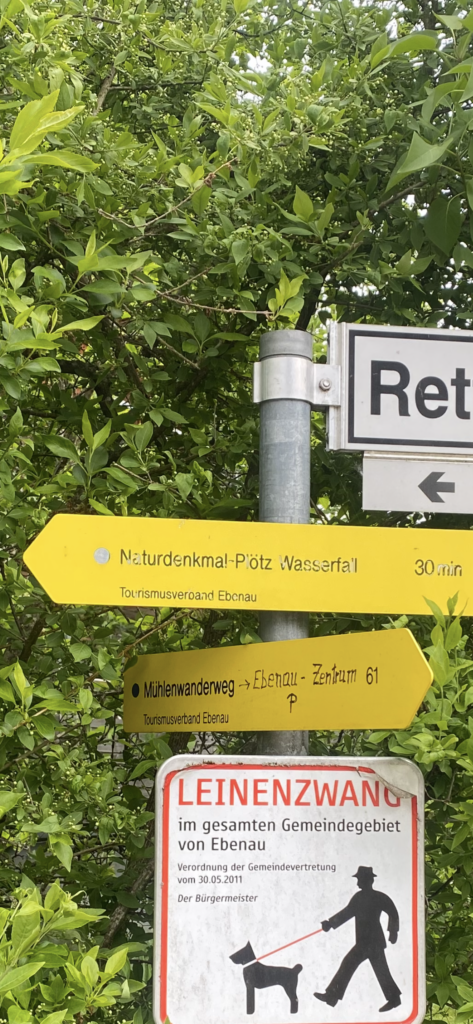 Ret
←
Naturdenkmal-Plötz Wasserfall 30 min
Tourismusverband Ebenau
Mühlenwanderweg → Ebenau - Zentrum 61
P
Tourismusverband Ebenau
LEINENZWANG
im gesamten Gemeindegebiet
von Ebenau
Verordnung der Gemeindevertretung
vom 30.05.2011
Der Bürgermeister